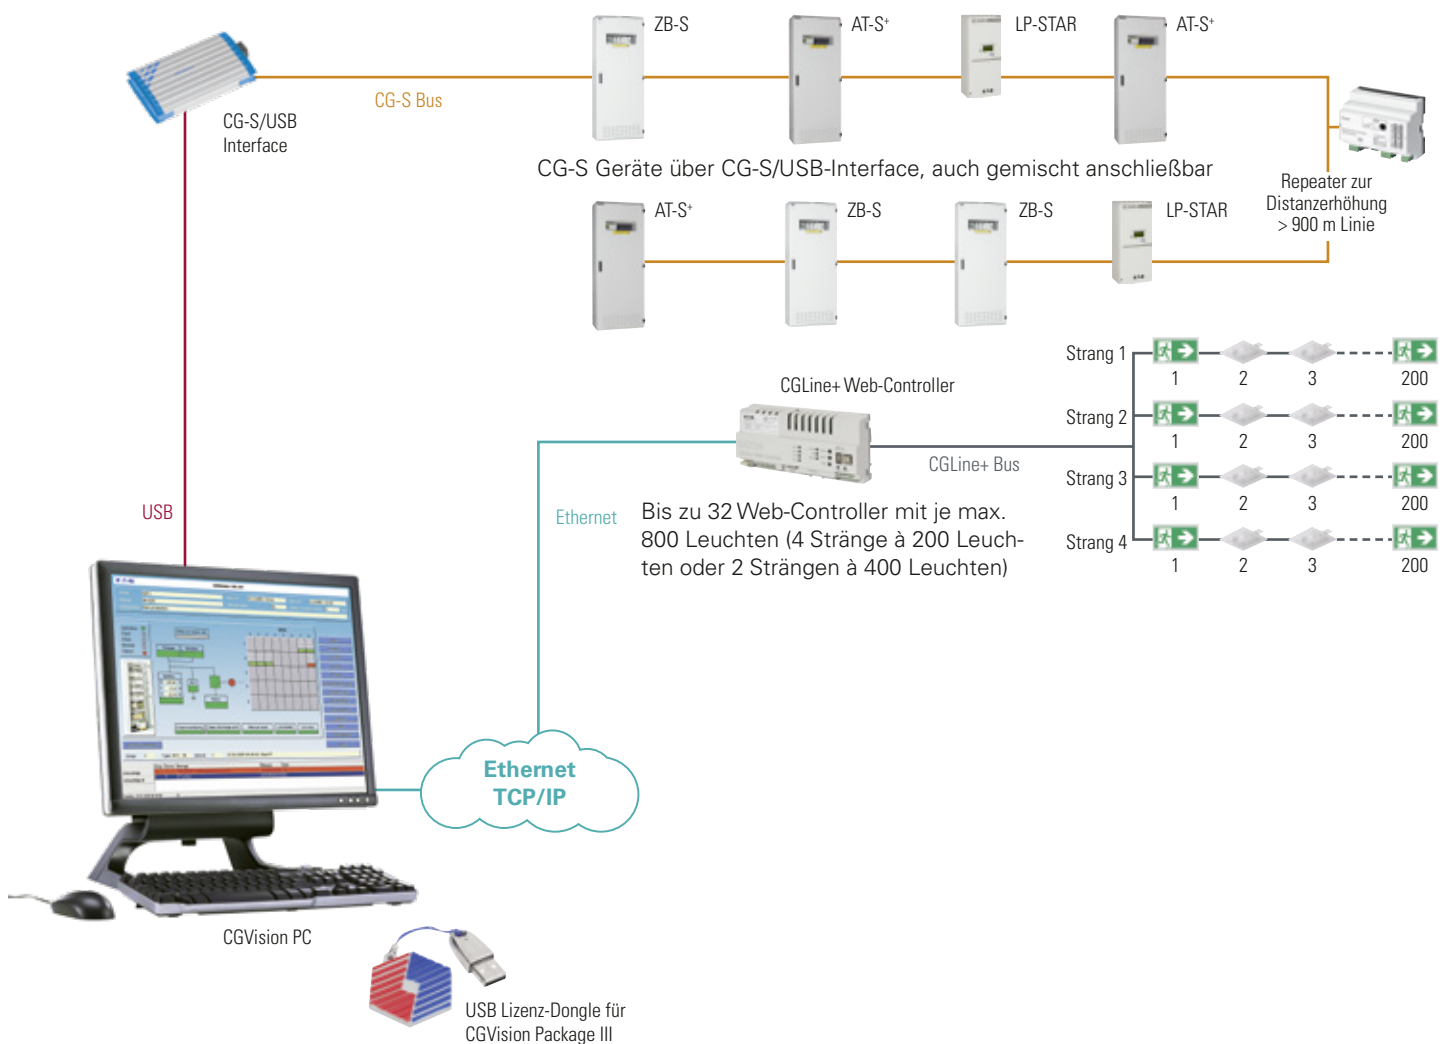 ZB-S
AT-S+
LP-STAR
AT-S+
CG-S Bus
CG-S/USB
Interface
CG-S Geräte über CG-S/USB-Interface, auch gemischt anschließbar
Repeater zur
Distanzerhöhung
> 900 m Linie
AT-S+
ZB-S
ZB-S
LP-STAR
CGLine+ Web-Controller
CGLine+ Bus
Strang 1
1 2 3 200
Strang 2
1 2 3 200
Strang 3
1 2 3 200
Strang 4
1 2 3 200
USB
Ethernet
Bis zu 32 Web-Controller mit je max.
800 Leuchten (4 Stränge à 200 Leuch-
ten oder 2 Strängen à 400 Leuchten)
Ethernet
TCP/IP
CGVision PC
USB Lizenz-Dongle für
CGVision Package III